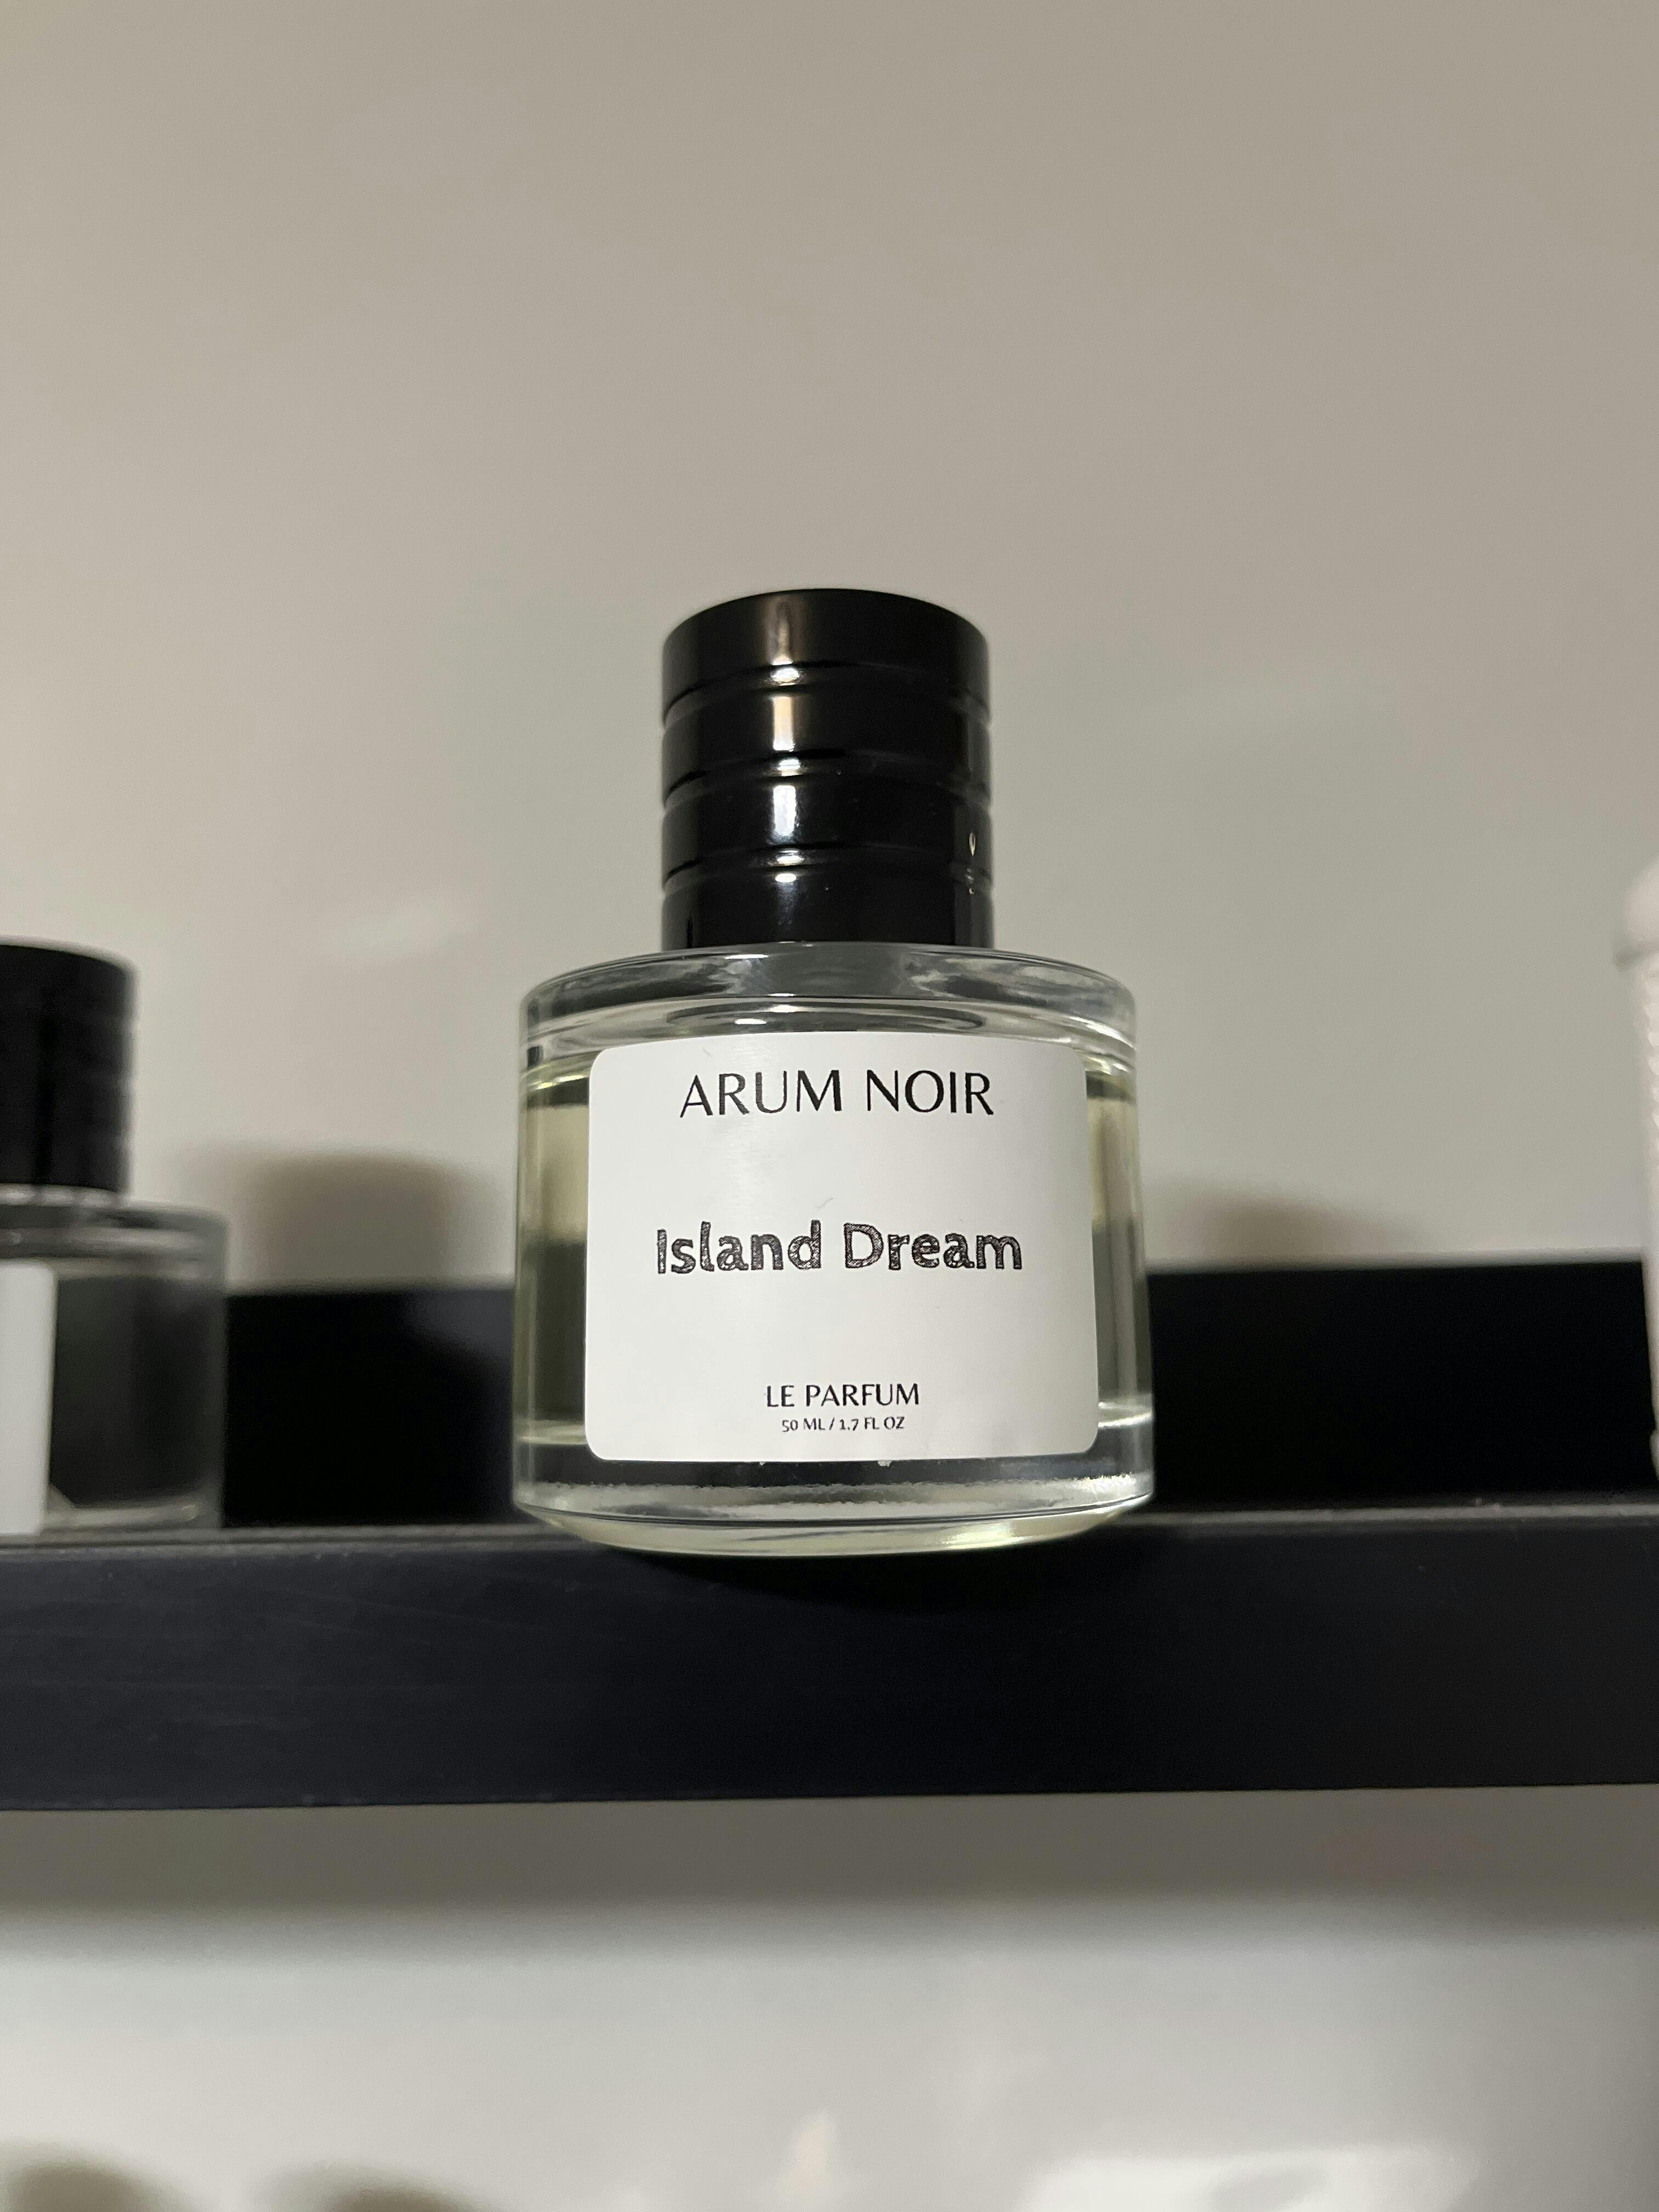 ARUM NOIR
Island Dream
LE PARFUM
50 ML / 1.7 FL OZ